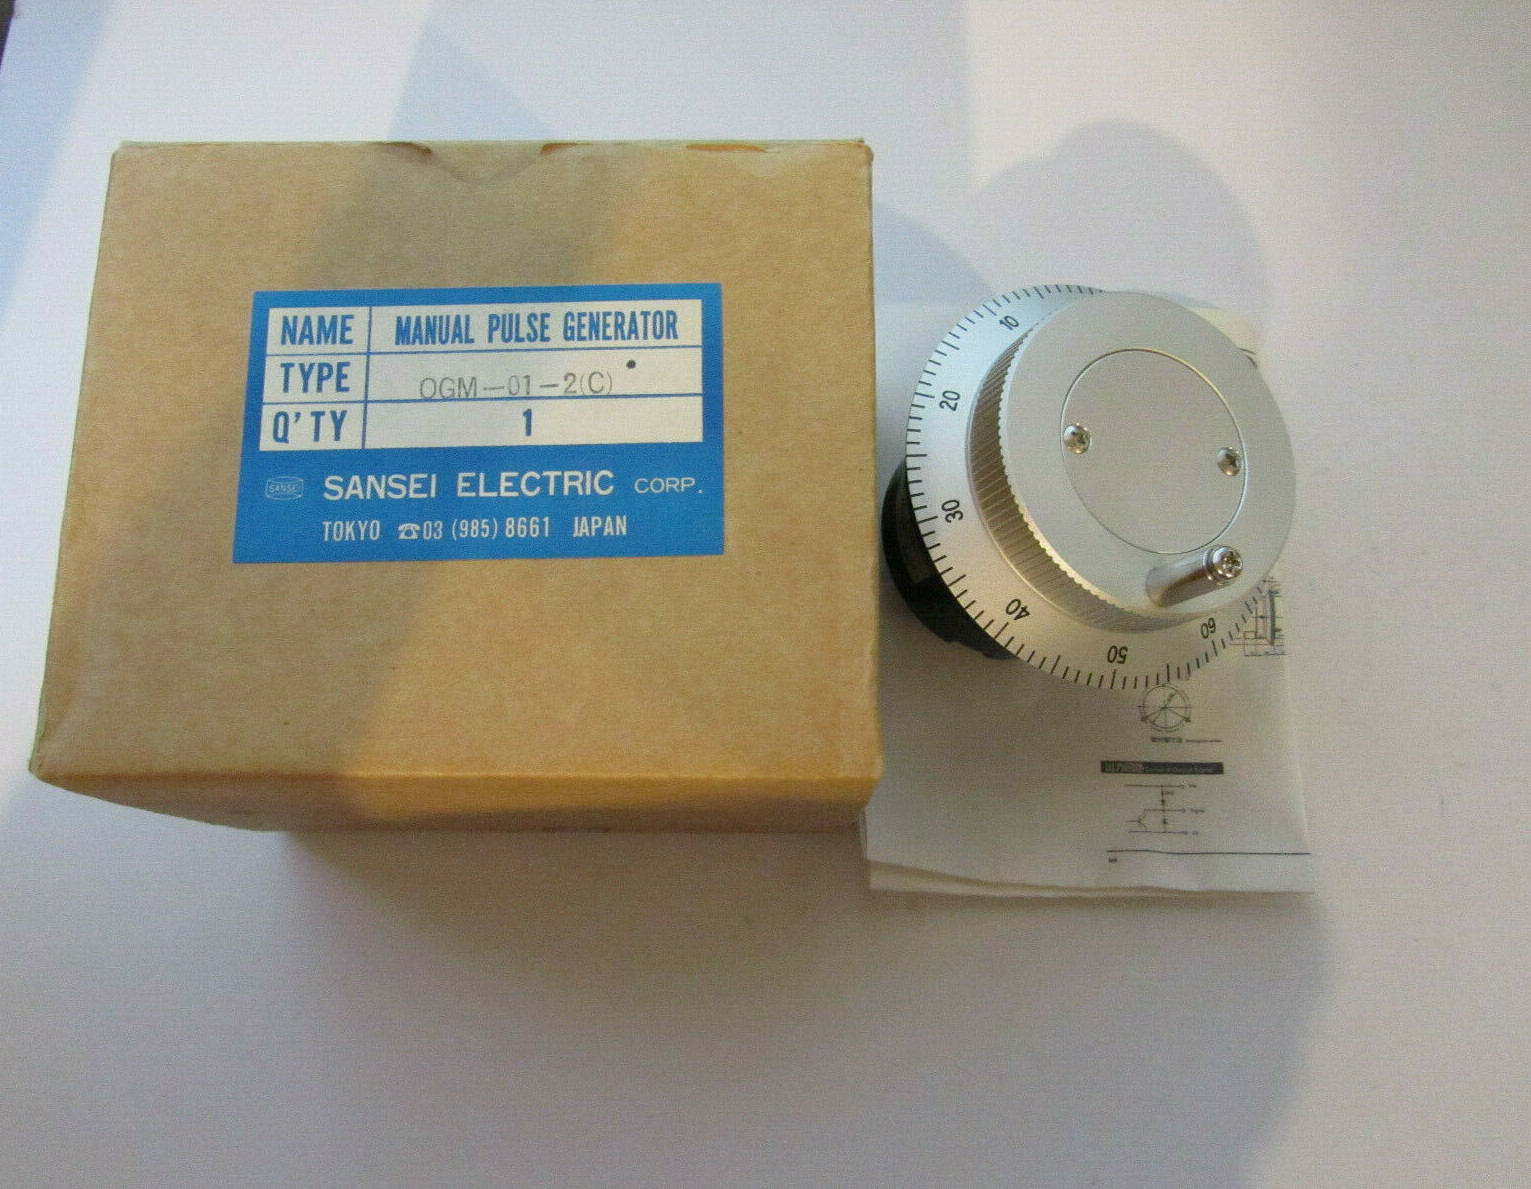 NAME MANUAL PULSE GENERATOR
TYPE OGM-01-2(C)
Q'TY 1
SANSEI SANSEI ELECTRIC CORP.
TOKYO ☎03 (985) 8661 JAPAN
10
20
30
40
50
60